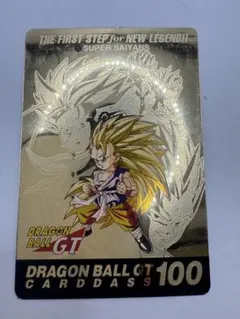 THE FIRST STEP for NEW LEGEND!!
SUPER SAIYANS
DRAGON
BALL GT
DRAGON BALL GT
CARDDASS 100